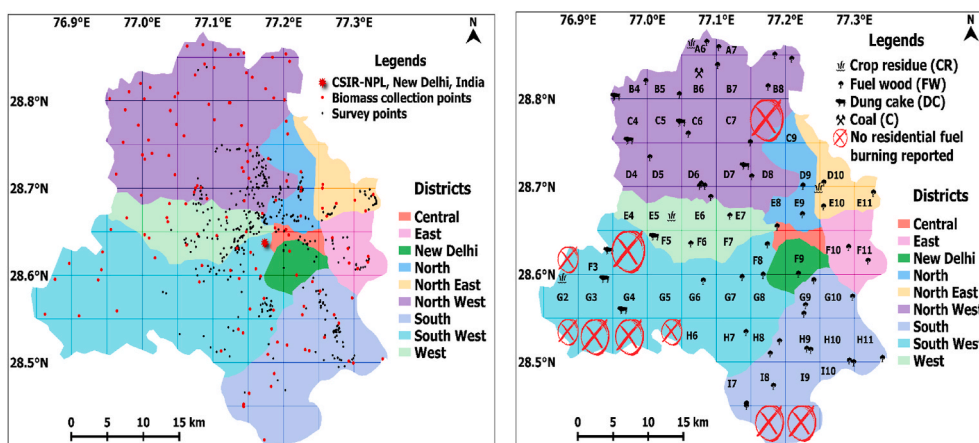 76.9°E 77.0°E 77.1°E 77.2°E 77.3°E
N
Legends
CSIR-NPL, New Delhi, India
Biomass collection points
Survey points
28.8°N
28.7°N
28.6°N
28.5°N
Districts
Central
East
New Delhi
North
North East
North West
South
South West
West
0 5 10 15 km
76.9°E 77.0°E 77.1°E 77.2°E 77.3°E
N
Legends
Crop residue (CR)
Fuel wood (FW)
Dung cake (DC)
Coal (C)
No residential fuel
burning reported
28.8°N
28.7°N
28.6°N
28.5°N
A6 A7
B4 B5 B6 B7 B8
C4 C5 C6 C7 C9
D4 D5 D6 D7 D8 D9 D10
E4 E5 E6 E7 E8 E9 E10 E11
F3 F5 F6 F7 F8 F9 F10 F11
G2 G3 G4 G5 G6 G7 G8 G9 G10
H6 H7 H8 H9 H10 H11
I7 I8 I9 I10
Districts
Central
East
New Delhi
North
North East
North West
South
South West
West
0 5 10 15 km